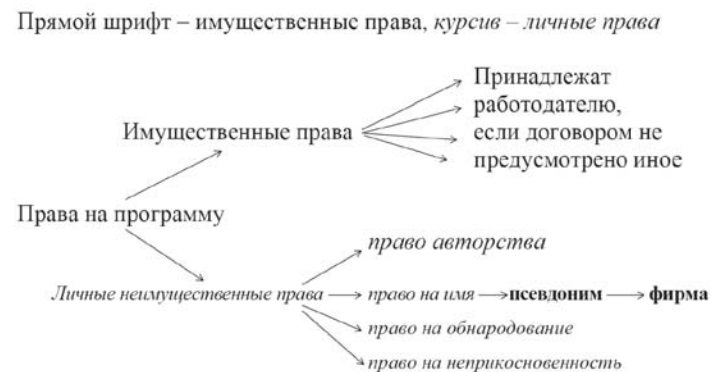 Прямой шрифт – имущественные права, курсив – личные права
Принадлежат
работодателю,
Имущественные права
если договором не
предусмотрено иное
Права на программу
право авторства
Личные неимущественные права
право на имя
псевдоним
фирма
право на обнародование
право на неприкосновенность